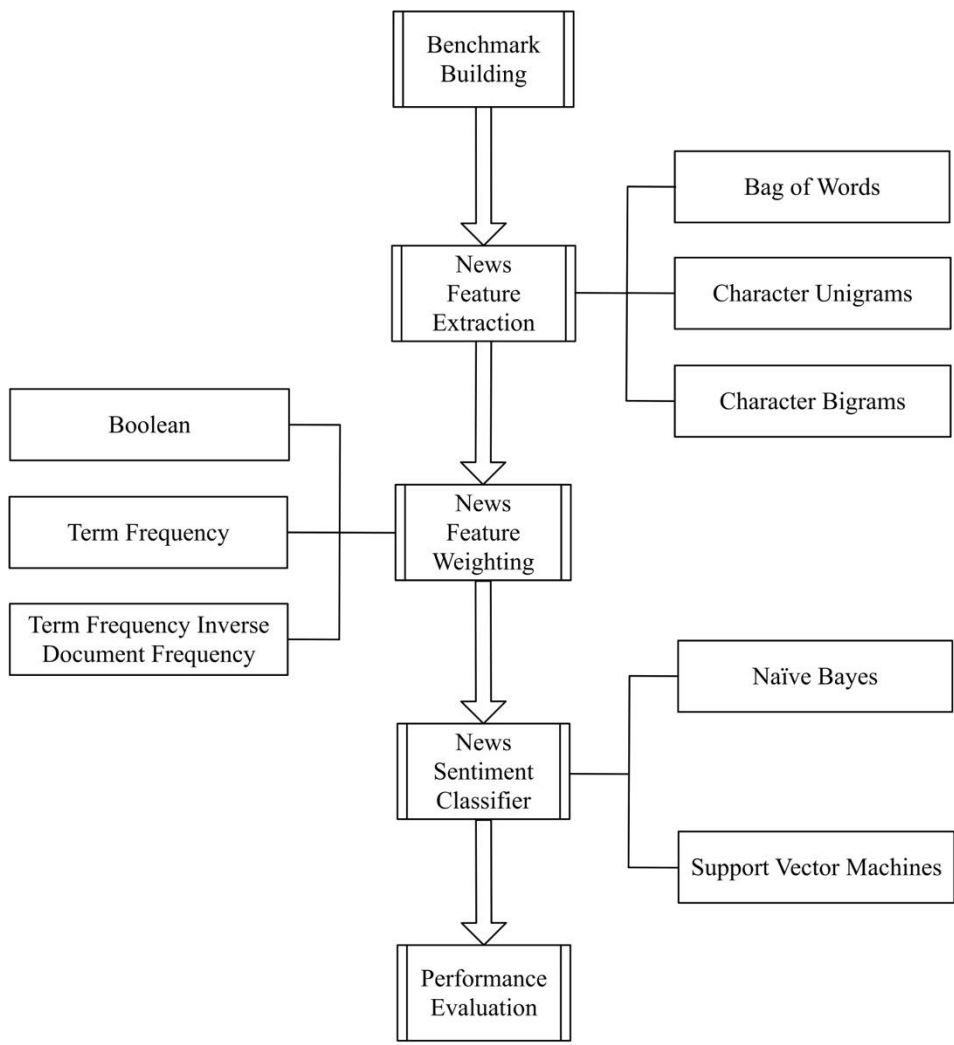 Benchmark
Building
Bag of Words
News
Feature
Extraction
Character Unigrams
Character Bigrams
Boolean
Term Frequency
News
Feature
Weighting
Term Frequency Inverse
Document Frequency
Naïve Bayes
News
Sentiment
Classifier
Support Vector Machines
Performance
Evaluation